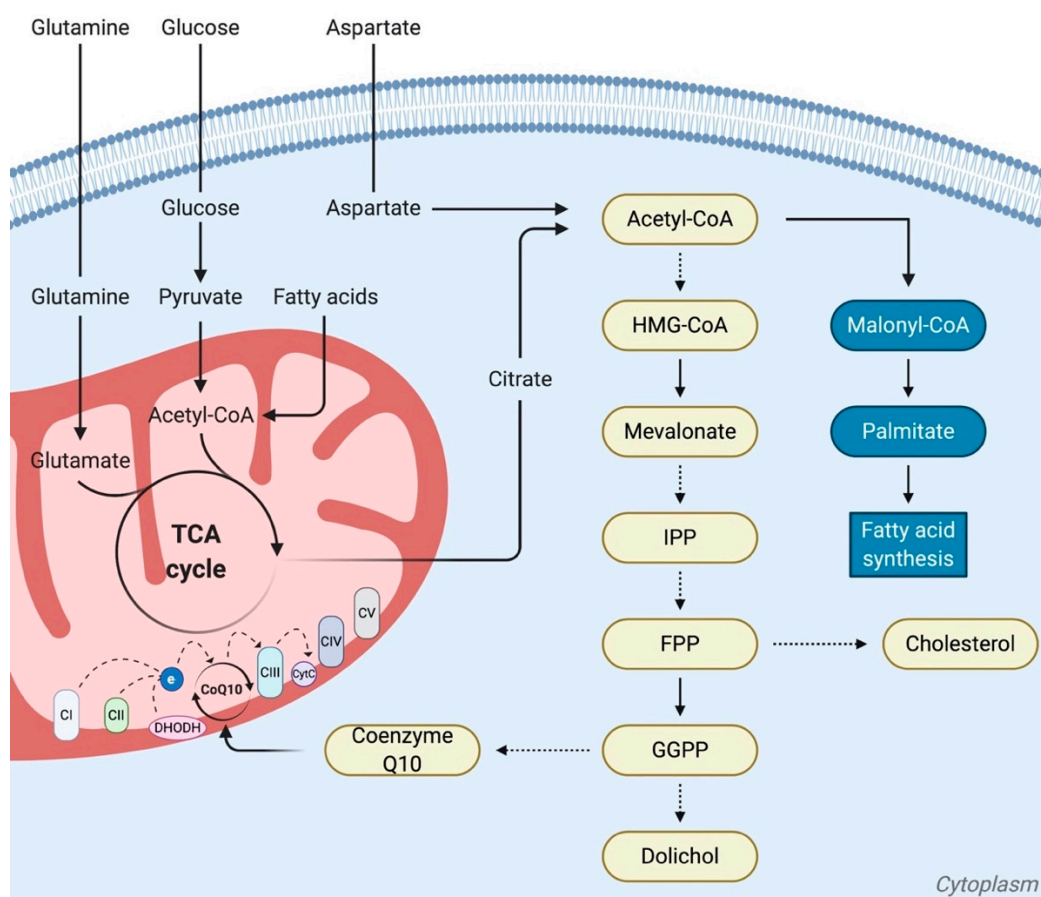 Glutamine
Glucose
Aspartate
Glucose
Aspartate
Acetyl-CoA
Glutamine
Pyruvate
Fatty acids
HMG-CoA
Malonyl-CoA
Citrate
Acetyl-CoA
Mevalonate
Palmitate
Glutamate
TCA
cycle
IPP
Fatty acid
synthesis
CV
CIV
FPP
Cholesterol
CIII
CytC
e
CoQ10
CI
CII
DHODH
Coenzyme
Q10
GGPP
Dolichol
Cytoplasm